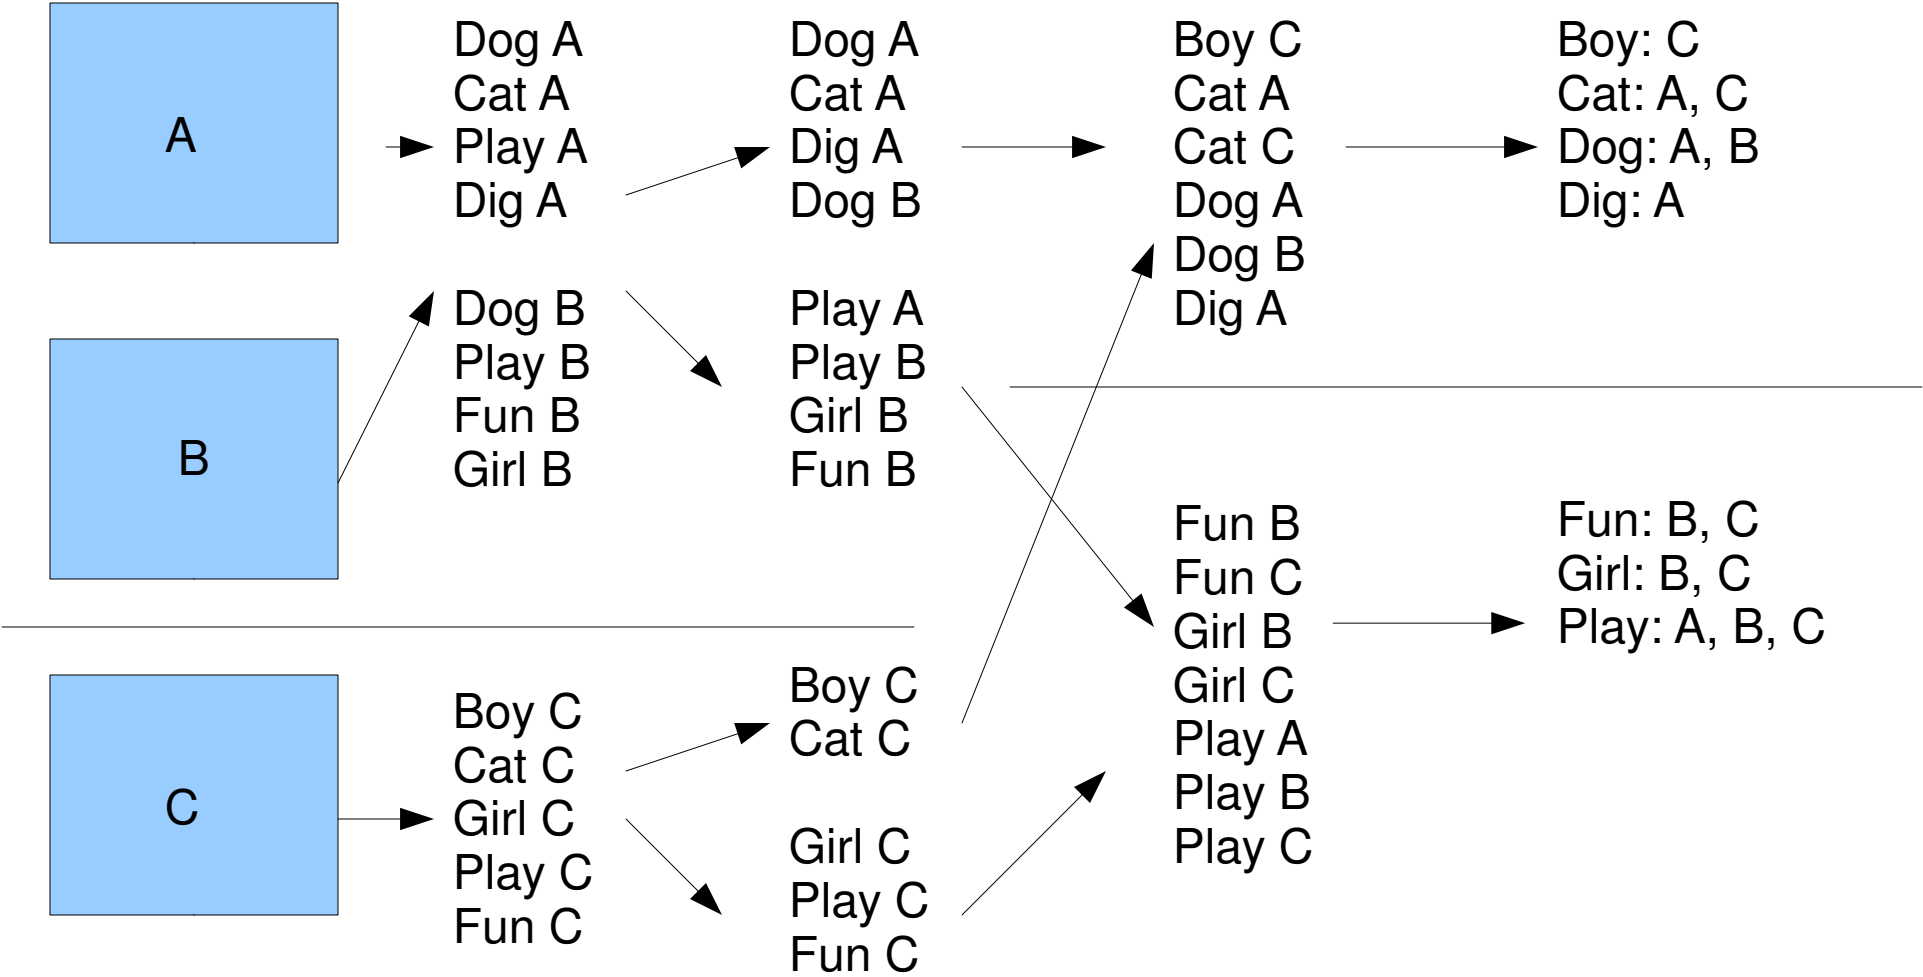 A
B
C
Dog A
Cat A
Play A
Dig A
Dog B
Play B
Fun B
Girl B
Boy C
Cat C
Girl C
Play C
Fun C
Dog A
Cat A
Dig A
Dog B
Play A
Play B
Girl B
Fun B
Boy C
Cat C
Girl C
Play C
Fun C
Boy C
Cat A
Cat C
Dog A
Dog B
Dig A
Fun B
Fun C
Girl B
Girl C
Play A
Play B
Play C
Boy: C
Cat: A, C
Dog: A, B
Dig: A
Fun: B, C
Girl: B, C
Play: A, B, C